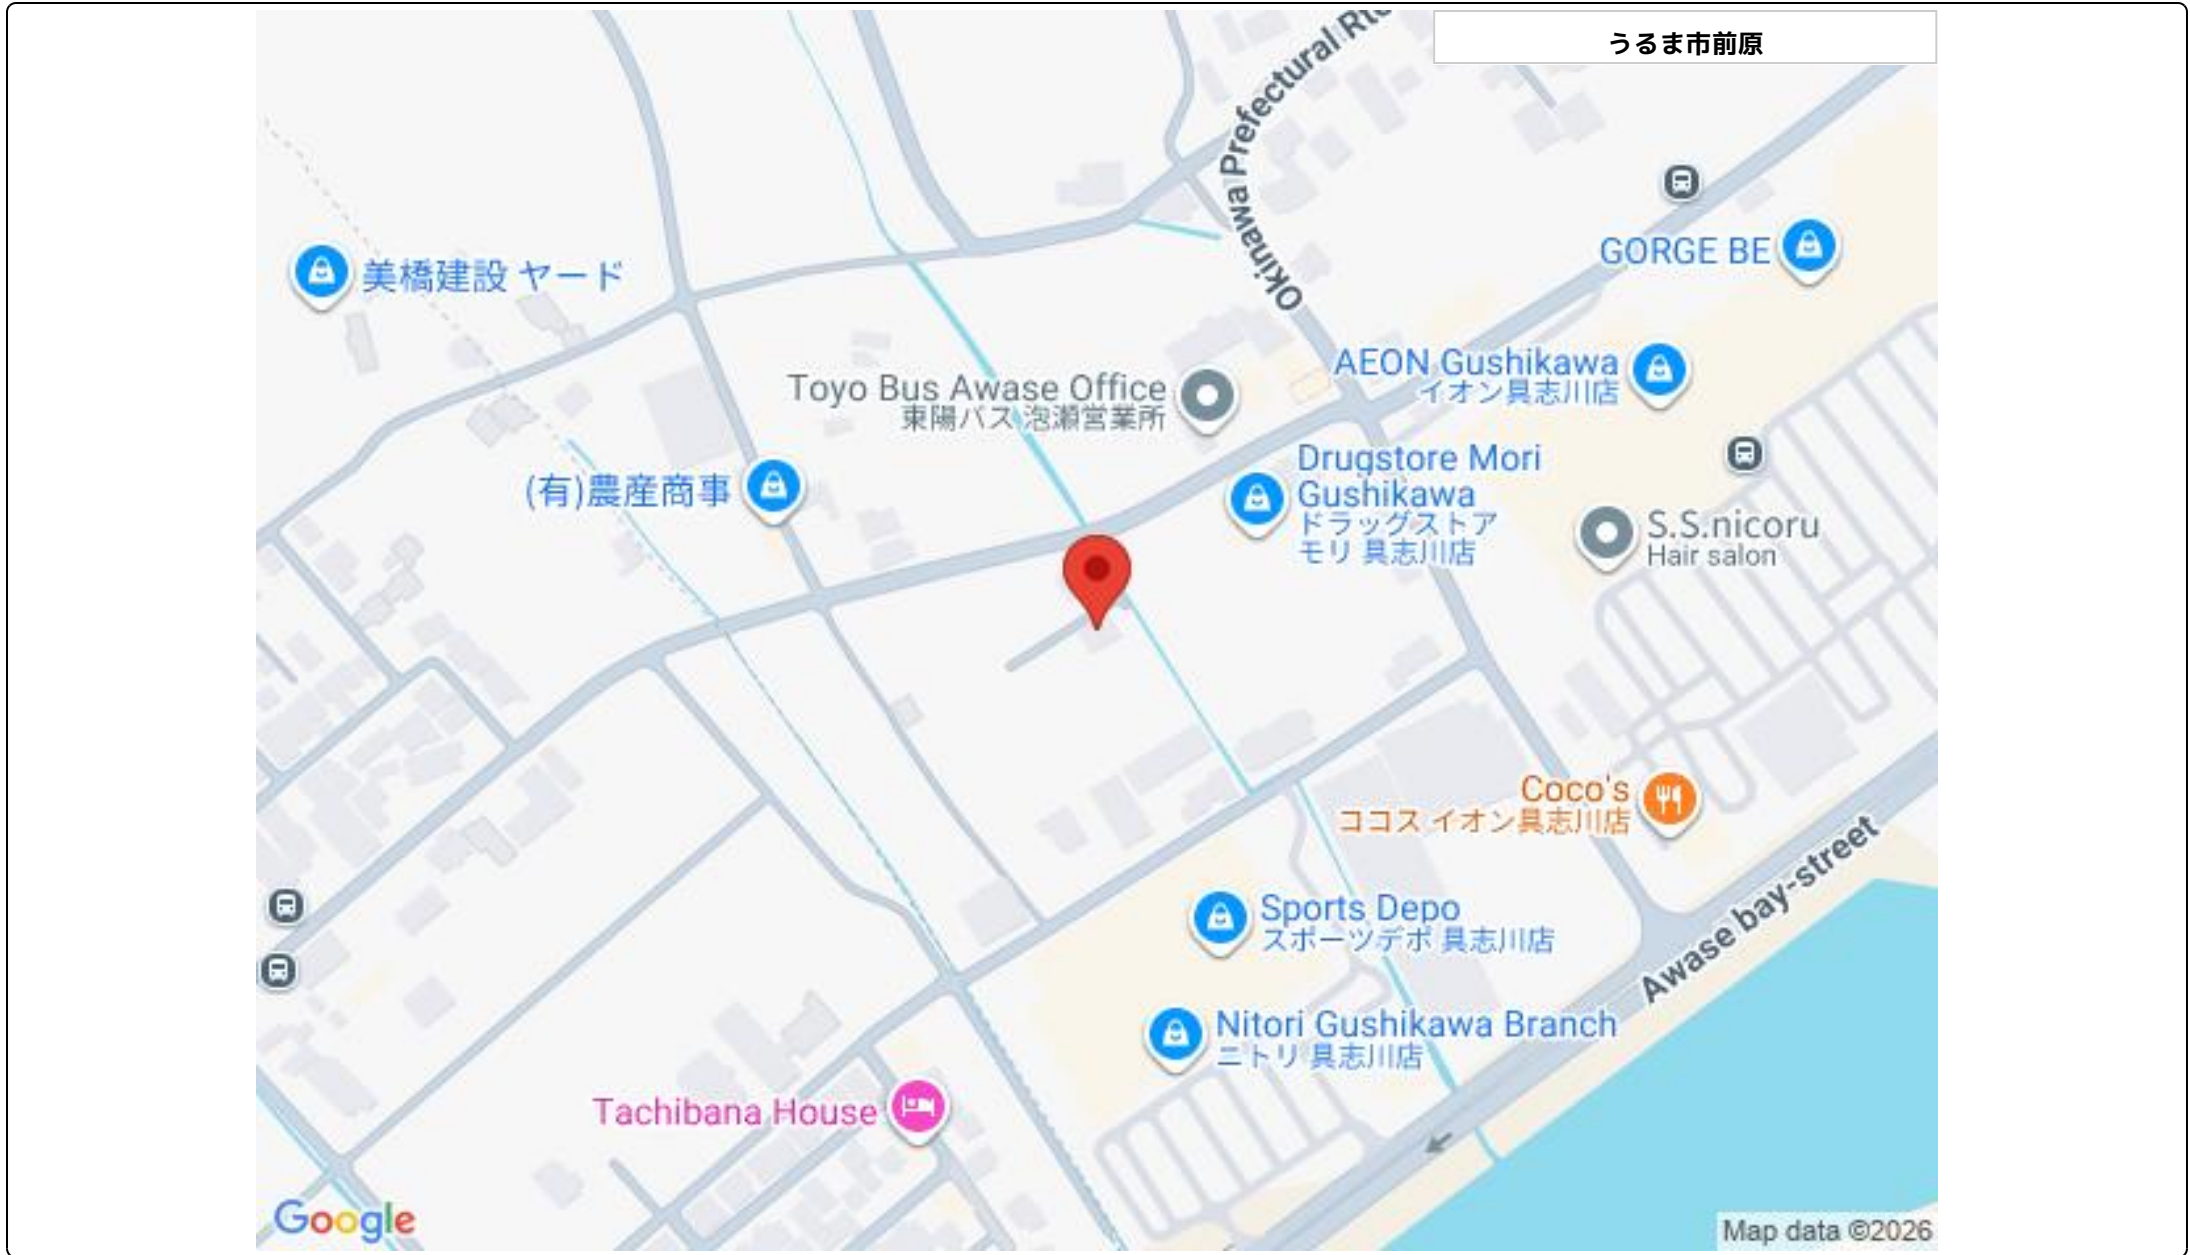 うるま市前原
Okinawa Prefectural Rte
GORGE BE
美橋建設 ヤード
AEON Gushikawa
イオン具志川店
Toyo Bus Awase Office
東陽バス 泡瀬営業所
Drugstore Mori
Gushikawa
ドラッグストア
モリ 具志川店
(有)農産商事
S.S.nicoru
Hair salon
Coco's
ココス イオン具志川店
Awase bay-street
Sports Depo
スポーツデポ 具志川店
Nitori Gushikawa Branch
ニトリ 具志川店
Tachibana House
Google
Map data ©2026